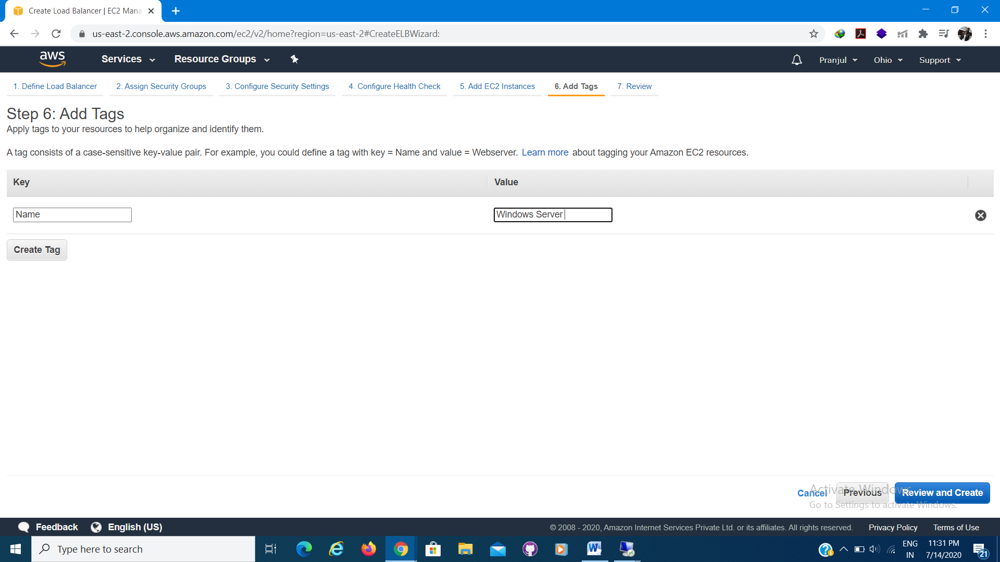 Create Load Balancer | EC2 Mana
us-east-2.console.aws.amazon.com/ec2/v2/home?region=us-east-2#CreateELBWizard:
aws Services Resource Groups Pranjul Ohio Support
1. Define Load Balancer 2. Assign Security Groups 3. Configure Security Settings 4. Configure Health Check 5. Add EC2 Instances 6. Add Tags 7. Review
Step 6: Add Tags
Apply tags to your resources to help organize and identify them.
A tag consists of a case-sensitive key-value pair. For example, you could define a tag with key = Name and value = Webserver. Learn more about tagging your Amazon EC2 resources.
Key Value
Name Windows Server
Create Tag
Activate Windows
Cancel Previous Review and Create
Go to Settings to activate Windows.
Feedback English (US) © 2008 - 2020, Amazon Internet Services Private Ltd. or its affiliates. All rights reserved. Privacy Policy Terms of Use
Type here to search
ENG 11:31 PM
IN 7/14/2020 21